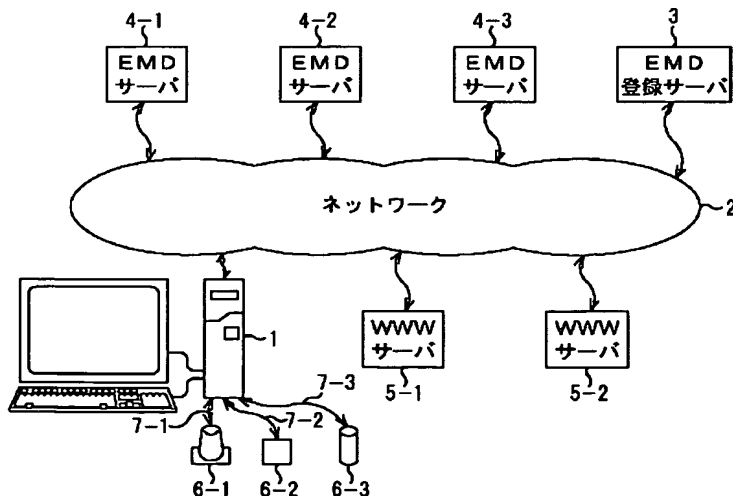 4-1
4-2
4-3
3
EMD
サーバ
EMD
サーバ
EMD
サーバ
EMD
登録サーバ
ネットワーク
2
1
WWW
サーバ
WWW
サーバ
5-1
5-2
7-3
7-1
7-2
6-1
6-2
6-3